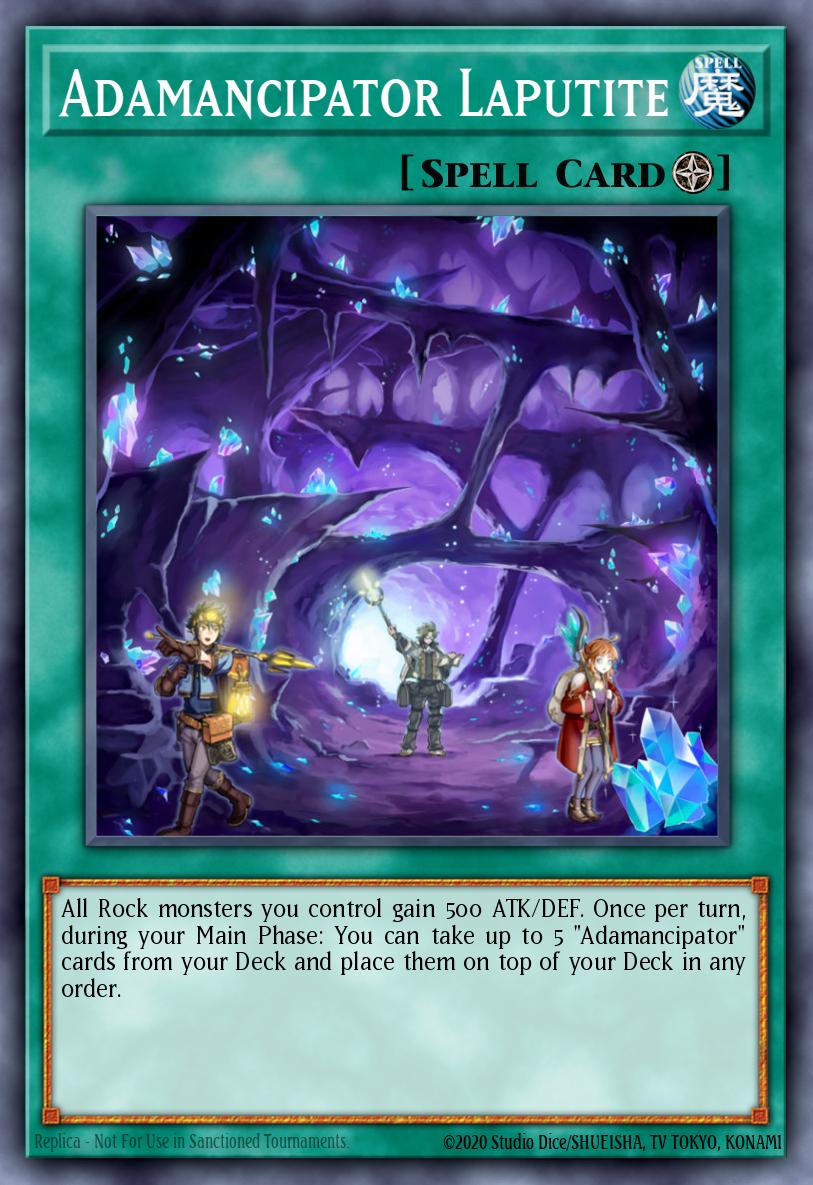 Adamancipator Laputite
SPELL
魔
[Spell Card]
All Rock monsters you control gain 500 ATK/DEF. Once per turn,
during your Main Phase: You can take up to 5 "Adamancipator"
cards from your Deck and place them on top of your Deck in any
order.
Replica - Not For Use in Sanctioned Tournaments.
©2020 Studio Dice/SHUEISHA, TV TOKYO, KONAMI